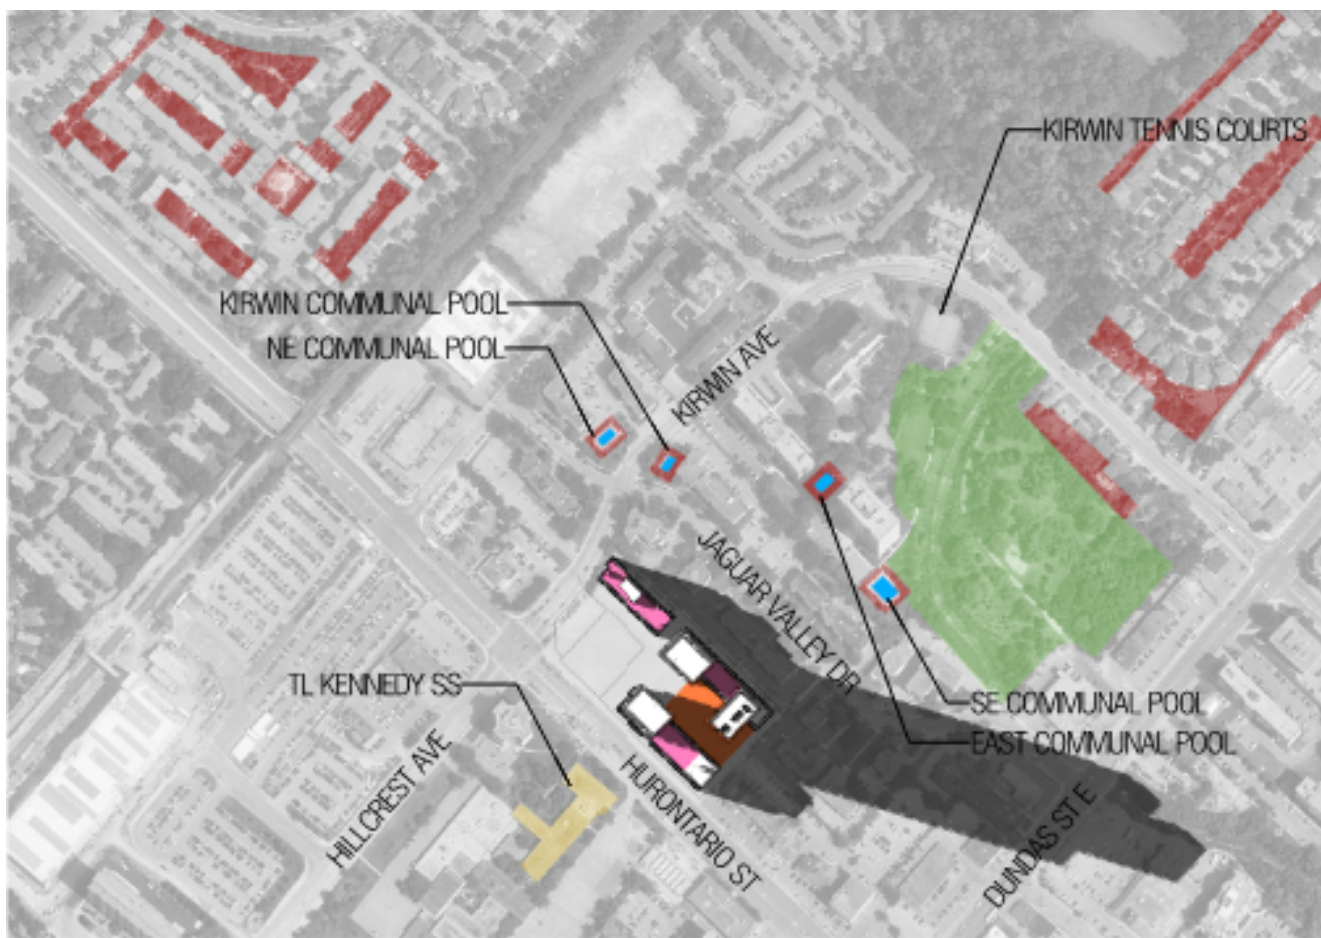 KIRWIN TENNIS COURTS
KIRWIN COMMUNAL POOL
NE COMMUNAL POOL
KIRWIN AVE
JAGUAR VALLEY DR
TL KENNEDY SS
SE COMMUNAL POOL
EAST COMMUNAL POOL
HILLCREST AVE
HURONTARIO ST
DUNDAS ST E